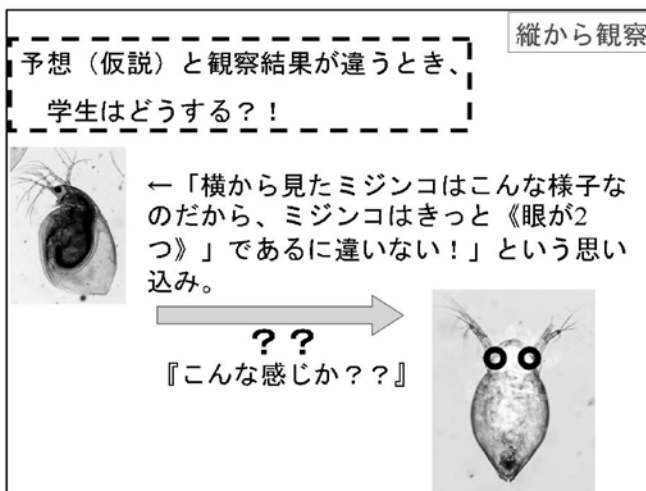 縦から観察
予想（仮説）と観察結果が違うとき、
学生はどうする？！
←「横から見たミジンコはこんな様子な
のだから、ミジンコはきっと《眼が2
つ》」であるに違いない！」という思い
込み。
？？
『こんな感じか？？』